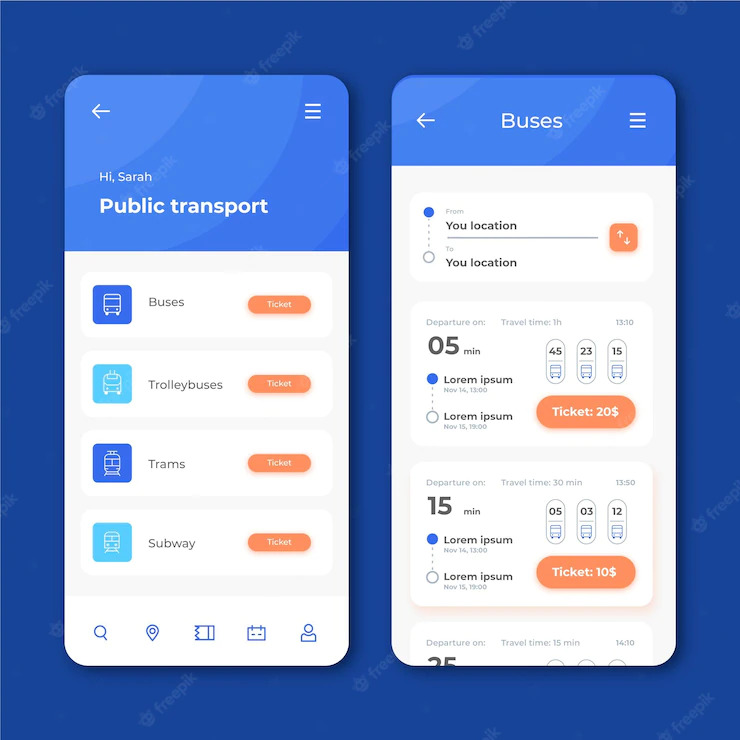 Hi, Sarah
Public transport
Buses
Ticket
Trolleybuses
Ticket
Trams
Ticket
Subway
Ticket
Buses
From
You location
To
You location
Departure on: Travel time: 1h 13:10
05 min
45 23 15
Lorem ipsum
Nov 14, 13:00
Lorem ipsum
Nov 15, 19:00
Ticket: 20$
Departure on: Travel time: 30 min 13:50
15 min
05 03 12
Lorem ipsum
Nov 14, 13:00
Lorem ipsum
Nov 15, 19:00
Ticket: 10$
Departure on: Travel time: 15 min 14:10
25
freepik